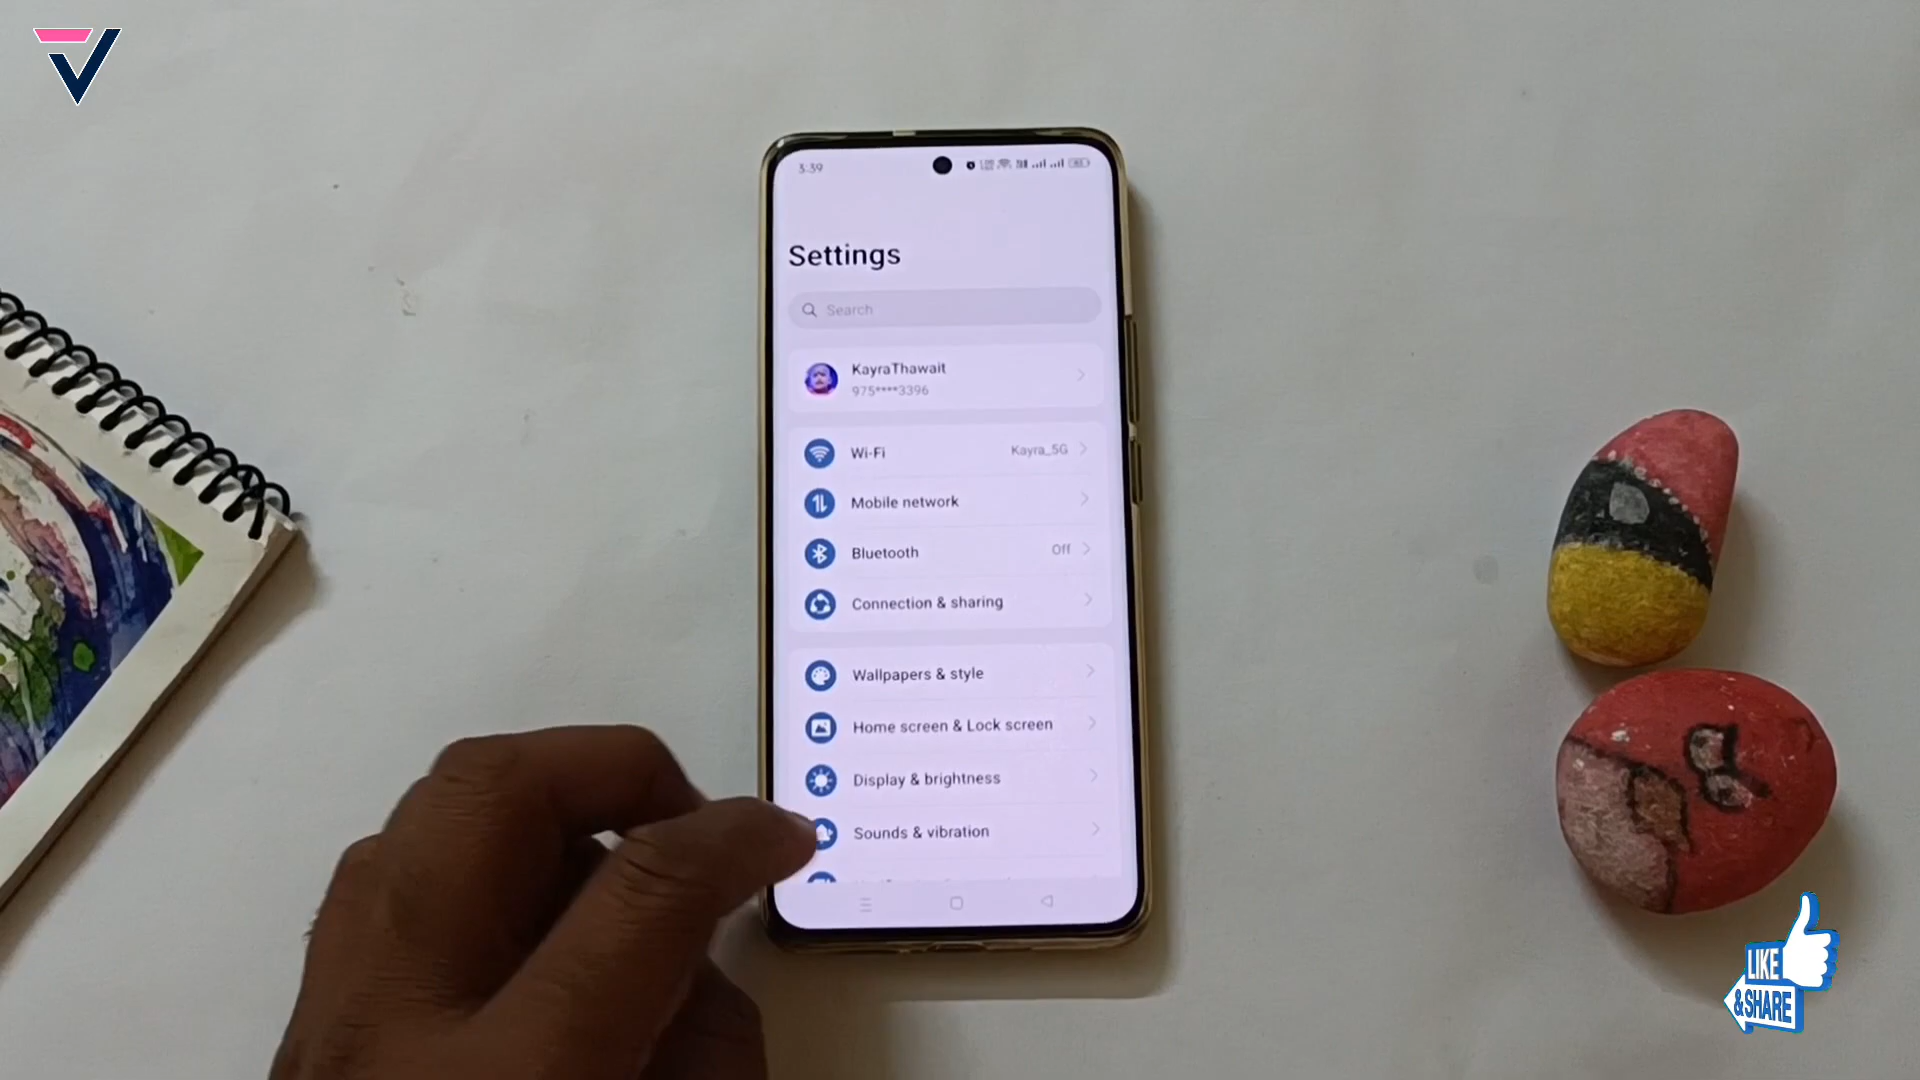 3:39
Settings
Search
KayraThawait
975****3396
Wi-Fi Kayra_5G
Mobile network
Bluetooth Off
Connection & sharing
Wallpapers & style
Home screen & Lock screen
Display & brightness
Sounds & vibration
LIKE
& SHARE